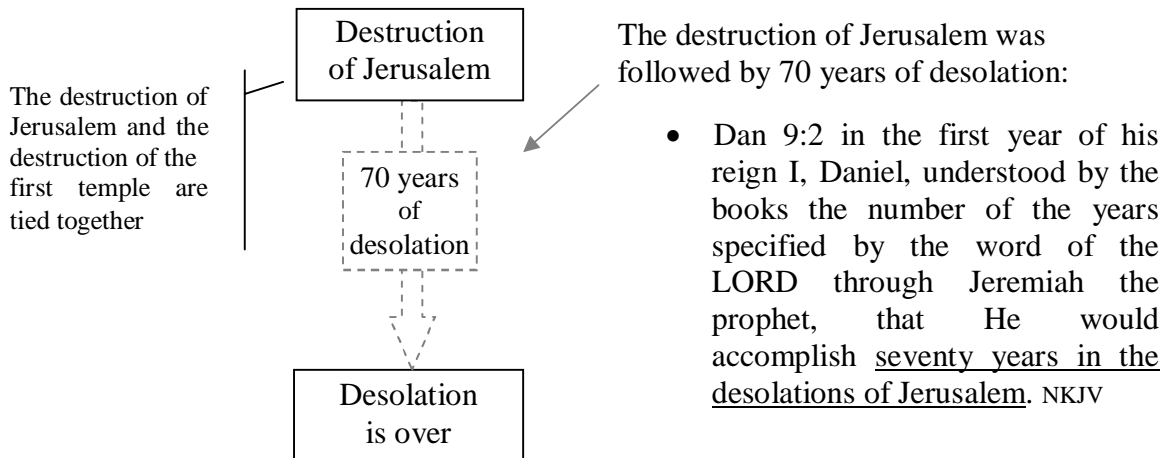 Destruction
of Jerusalem
The destruction of
Jerusalem and the
destruction of the
first temple are
tied together
70 years
of
desolation
Desolation
is over
The destruction of Jerusalem was
followed by 70 years of desolation:
• Dan 9:2 in the first year of his
reign I, Daniel, understood by the
books the number of the years
specified by the word of the
LORD through Jeremiah the
prophet, that He would
accomplish seventy years in the
desolations of Jerusalem. NKJV